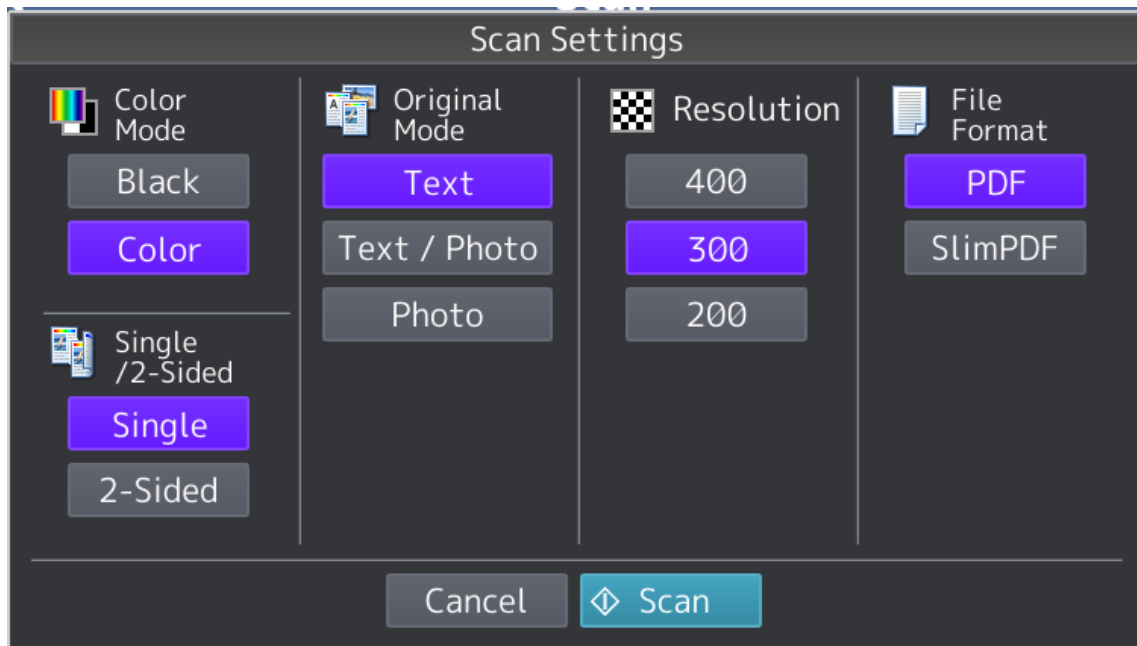 Scan Settings
Color
Mode
Black
Color
Single
/2-Sided
Single
2-Sided
Original
Mode
Text
Text / Photo
Photo
Resolution
400
300
200
File
Format
PDF
SlimPDF
Cancel
Scan